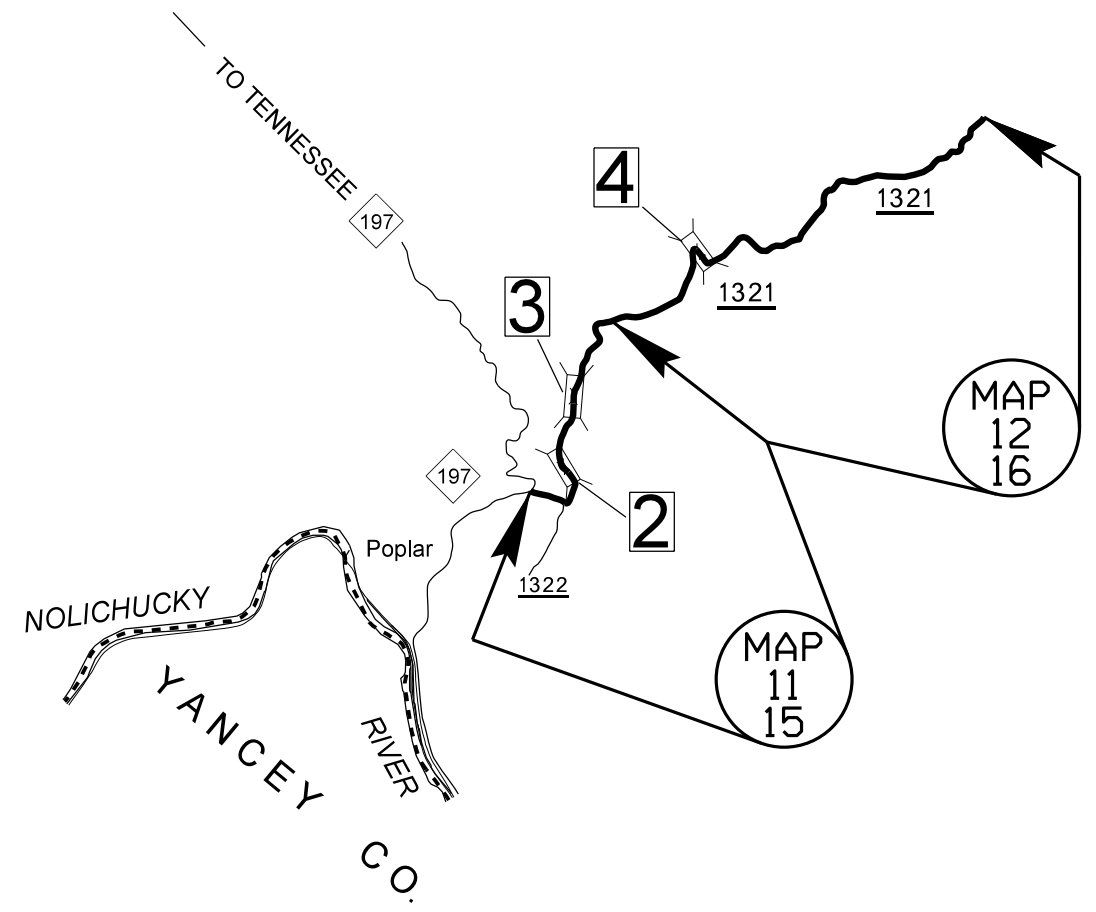 TO TENNESSEE
197
4
1321
1321
3
MAP
12
16
197
2
Poplar
1322
NOLICHUCKY
RIVER
MAP
11
15
YANCEY CO.